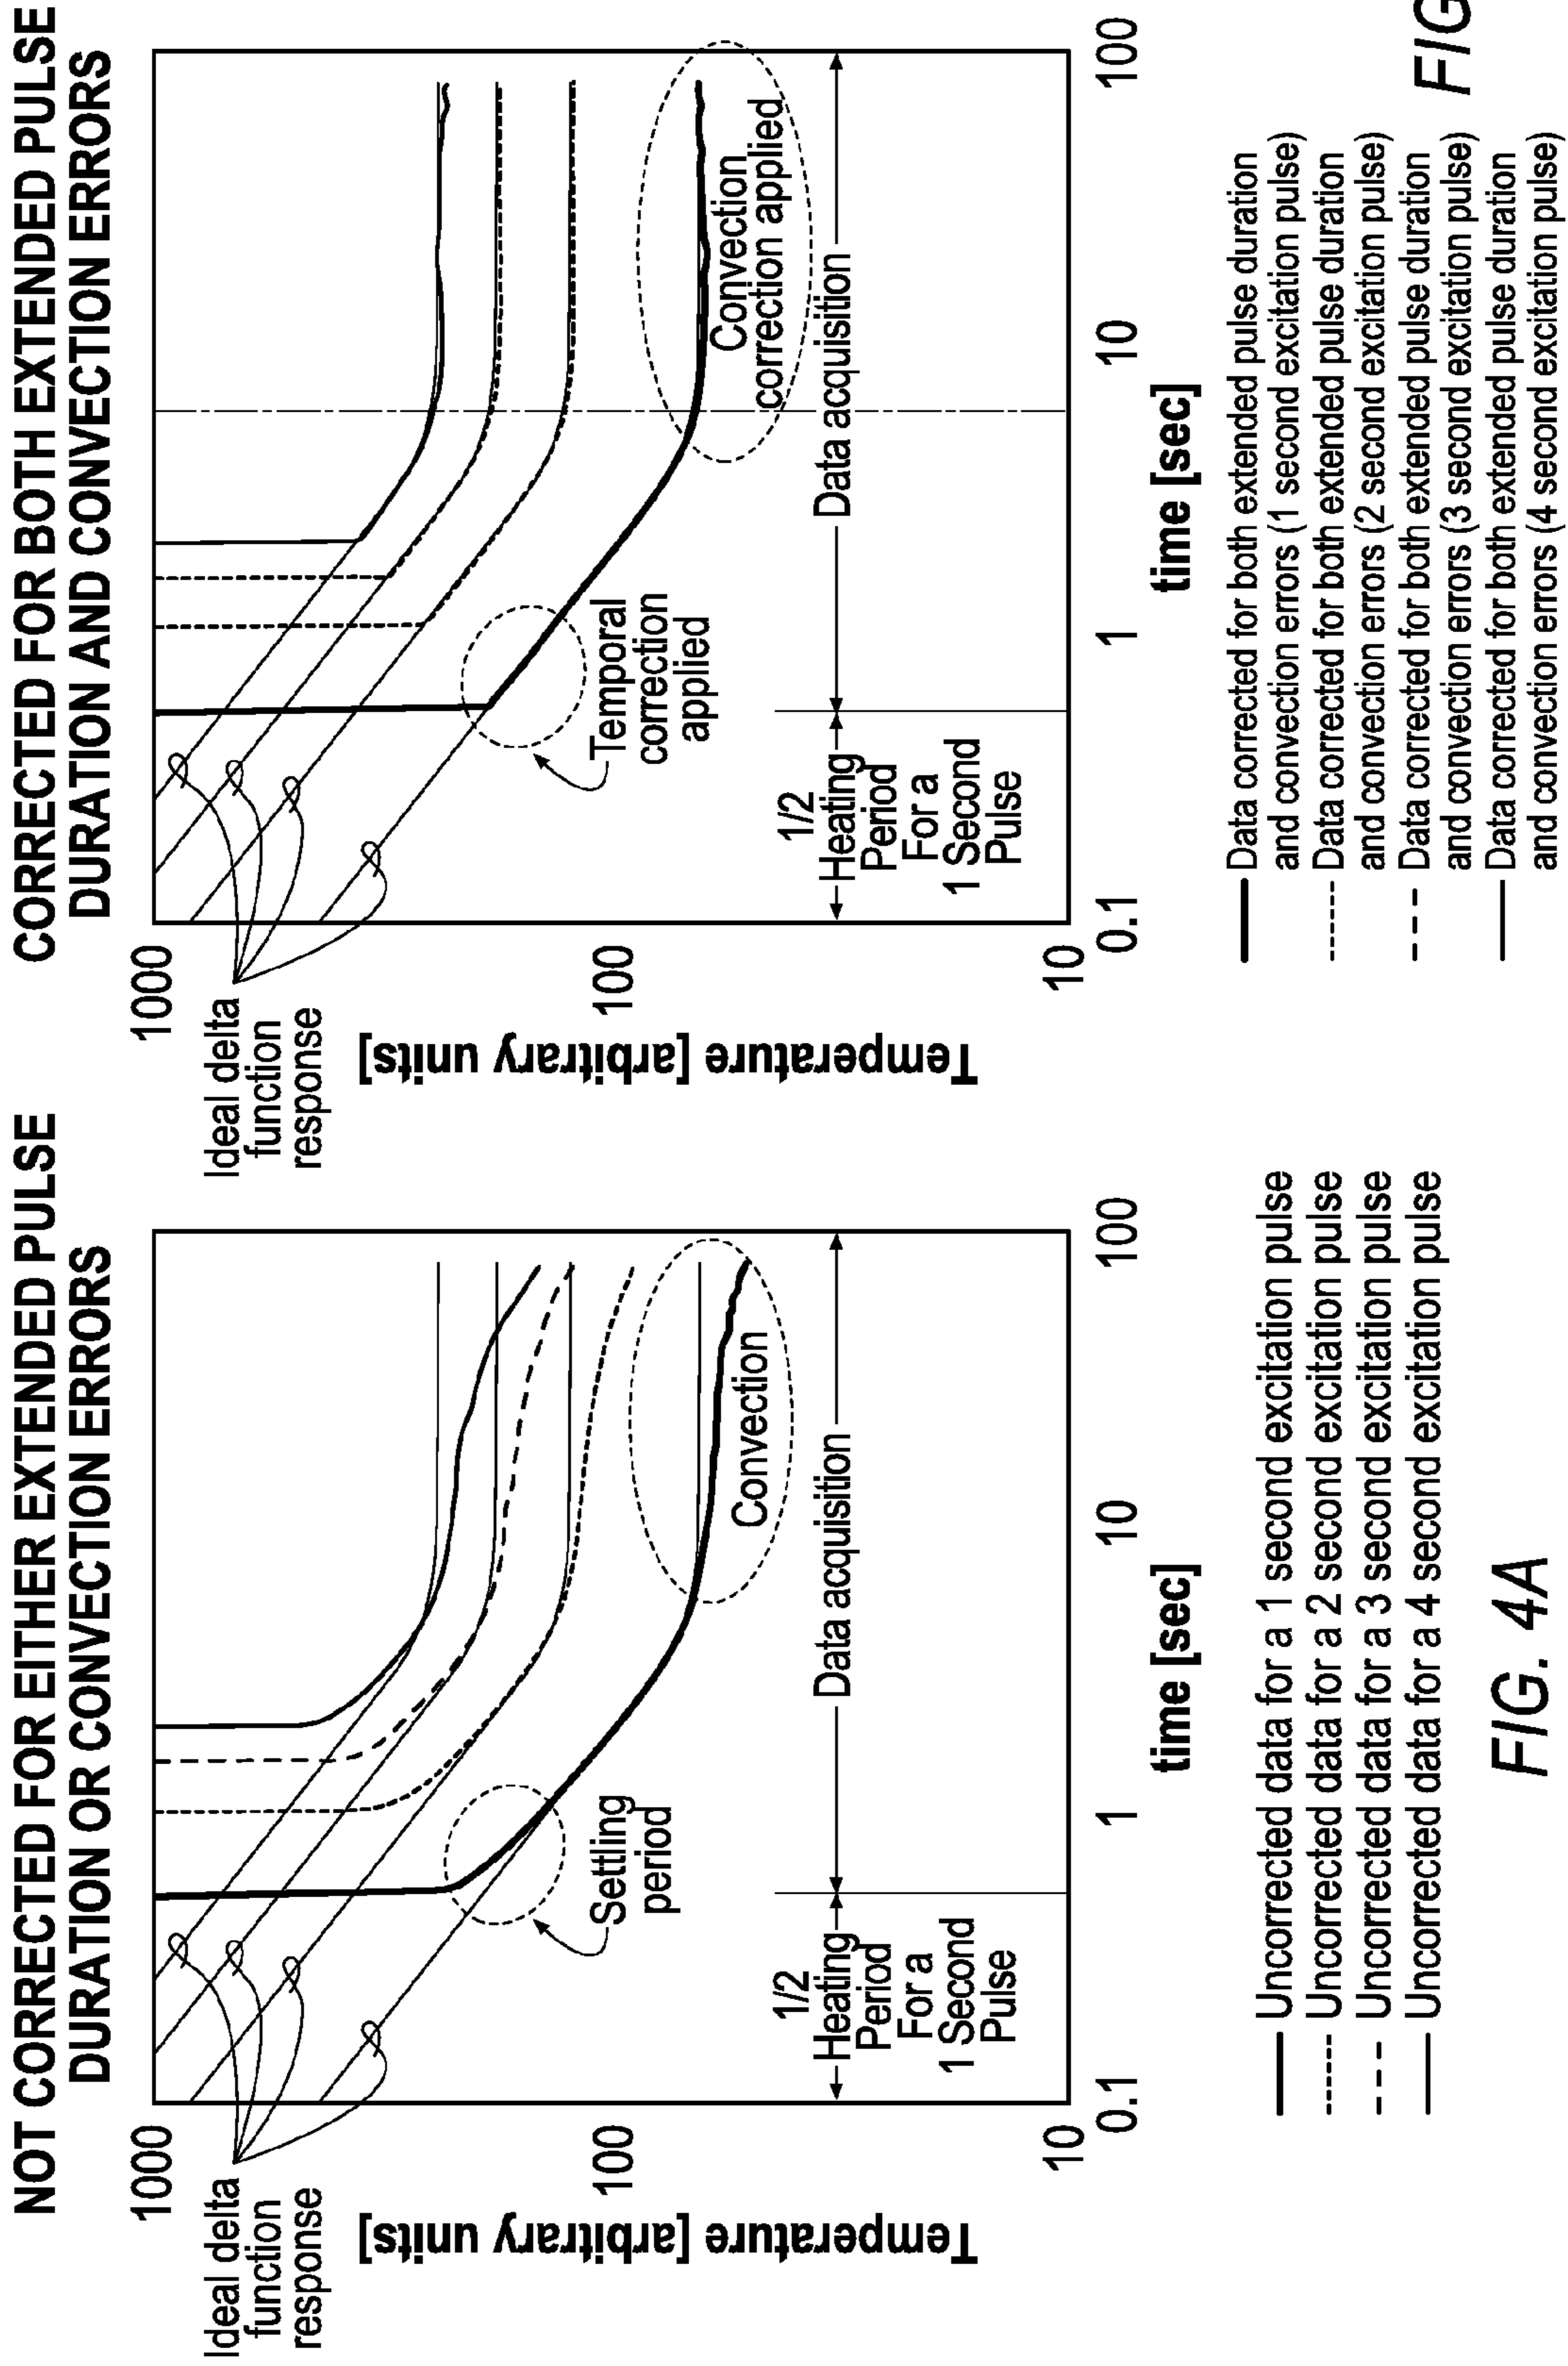 NOT CORRECTED FOR EITHER EXTENDED PULSE
DURATION OR CONVECTION ERRORS
1000
100
10
Temperature [arbitrary units]
Ideal delta
function
response
Settling
period
Convection
1/2
Heating
Period
For a
1 Second
Pulse
Data acquisition
0.1
1
10
100
time [sec]
Uncorrected data for a 1 second excitation pulse
Uncorrected data for a 2 second excitation pulse
Uncorrected data for a 3 second excitation pulse
Uncorrected data for a 4 second excitation pulse
FIG. 4A
CORRECTED FOR BOTH EXTENDED PULSE
DURATION AND CONVECTION ERRORS
1000
100
10
Temperature [arbitrary units]
Ideal delta
function
response
Temporal
correction
applied
Convection
correction applied
1/2
Heating
Period
For a
1 Second
Pulse
Data acquisition
0.1
1
10
100
time [sec]
Data corrected for both extended pulse duration
and convection errors (1 second excitation pulse)
Data corrected for both extended pulse duration
and convection errors (2 second excitation pulse)
Data corrected for both extended pulse duration
and convection errors (3 second excitation pulse)
Data corrected for both extended pulse duration
and convection errors (4 second excitation pulse)
FIG